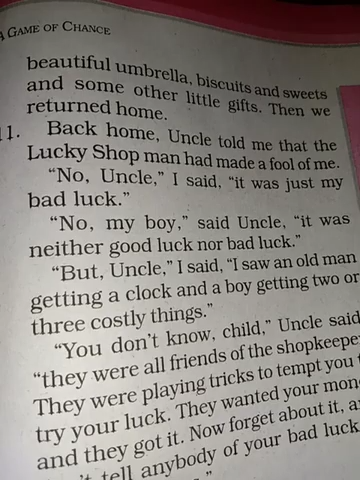 A GAME OF CHANCE
beautiful umbrella, biscuits and sweets
and some other little gifts. Then we
returned home.
11. Back home, Uncle told me that the
Lucky Shop man had made a fool of me.
“No, Uncle,” I said, “it was just my
bad luck.”
“No, my boy,” said Uncle, “it was
neither good luck nor bad luck.”
“But, Uncle,” I said, “I saw an old man
getting a clock and a boy getting two or
three costly things.”
“You don’t know, child,” Uncle said
“they were all friends of the shopkeepe
They were playing tricks to tempt you
try your luck. They wanted your mon
and they got it. Now forget about it, a
tell anybody of your bad luck